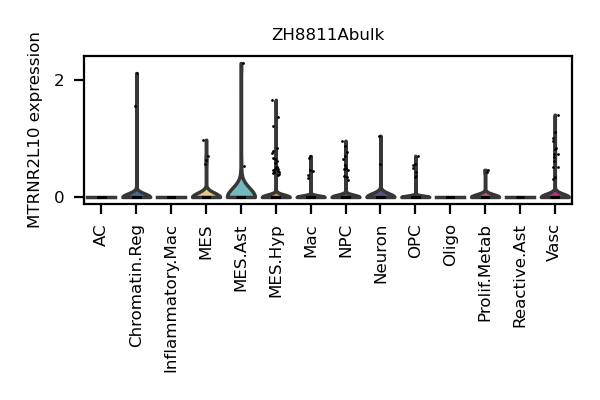 ZH8811Abulk
MTRNR2L10 expression
2
0
AC
Chromatin.Reg
Inflammatory.Mac
MES
MES.Ast
MES.Hyp
Mac
NPC
Neuron
OPC
Oligo
Prolif.Metab
Reactive.Ast
Vasc